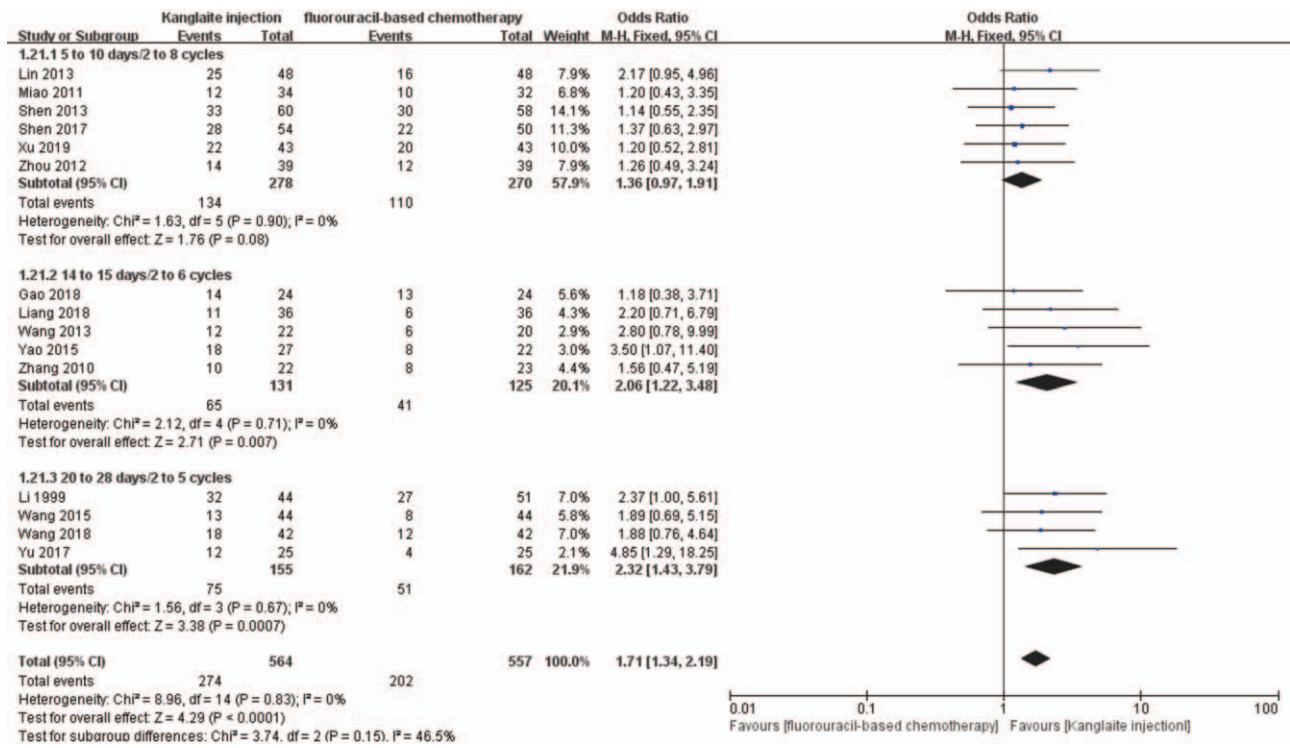 Kanglaite injection fluorouracil-based chemotherapy Odds Ratio Odds Ratio
Study or Subgroup Events Total Events Total Weight M-H, Fixed, 95% CI M-H, Fixed, 95% CI
1.21.1 5 to 10 days/2 to 8 cycles
Lin 2013 25 48 16 48 7.9% 2.17 [0.95, 4.96]
Miao 2011 12 34 10 32 6.8% 1.20 [0.43, 3.35]
Shen 2013 33 60 30 58 14.1% 1.14 [0.55, 2.35]
Shen 2017 28 54 22 50 11.3% 1.37 [0.63, 2.97]
Xu 2019 22 43 20 43 10.0% 1.20 [0.52, 2.81]
Zhou 2012 14 39 12 39 7.9% 1.26 [0.49, 3.24]
Subtotal (95% CI) 278 270 57.9% 1.36 [0.97, 1.91]
Total events 134 110
Heterogeneity: Chi² = 1.63, df = 5 (P = 0.90); I² = 0%
Test for overall effect: Z = 1.76 (P = 0.08)
1.21.2 14 to 15 days/2 to 6 cycles
Gao 2018 14 24 13 24 5.6% 1.18 [0.38, 3.71]
Liang 2018 11 36 6 36 4.3% 2.20 [0.71, 6.79]
Wang 2013 12 22 6 20 2.9% 2.80 [0.78, 9.99]
Yao 2015 18 27 8 22 3.0% 3.50 [1.07, 11.40]
Zhang 2010 10 22 8 23 4.4% 1.56 [0.47, 5.19]
Subtotal (95% CI) 131 125 20.1% 2.06 [1.22, 3.48]
Total events 65 41
Heterogeneity: Chi² = 2.12, df = 4 (P = 0.71); I² = 0%
Test for overall effect: Z = 2.71 (P = 0.007)
1.21.3 20 to 28 days/2 to 5 cycles
Li 1999 32 44 27 51 7.0% 2.37 [1.00, 5.61]
Wang 2015 13 44 8 44 5.8% 1.89 [0.69, 5.15]
Wang 2018 18 42 12 42 7.0% 1.88 [0.76, 4.64]
Yu 2017 12 25 4 25 2.1% 4.85 [1.29, 18.25]
Subtotal (95% CI) 155 162 21.9% 2.32 [1.43, 3.79]
Total events 75 51
Heterogeneity: Chi² = 1.56, df = 3 (P = 0.67); I² = 0%
Test for overall effect: Z = 3.38 (P = 0.0007)
Total (95% CI) 564 557 100.0% 1.71 [1.34, 2.19]
Total events 274 202
Heterogeneity: Chi² = 8.96, df = 14 (P = 0.83); I² = 0%
Test for overall effect: Z = 4.29 (P < 0.0001)
Test for subgroup differences: Chi² = 3.74, df = 2 (P = 0.15), I² = 46.5%
0.01 0.1 1 10 100
Favours [fluorouracil-based chemotherapy] Favours [Kanglaite injectionl]